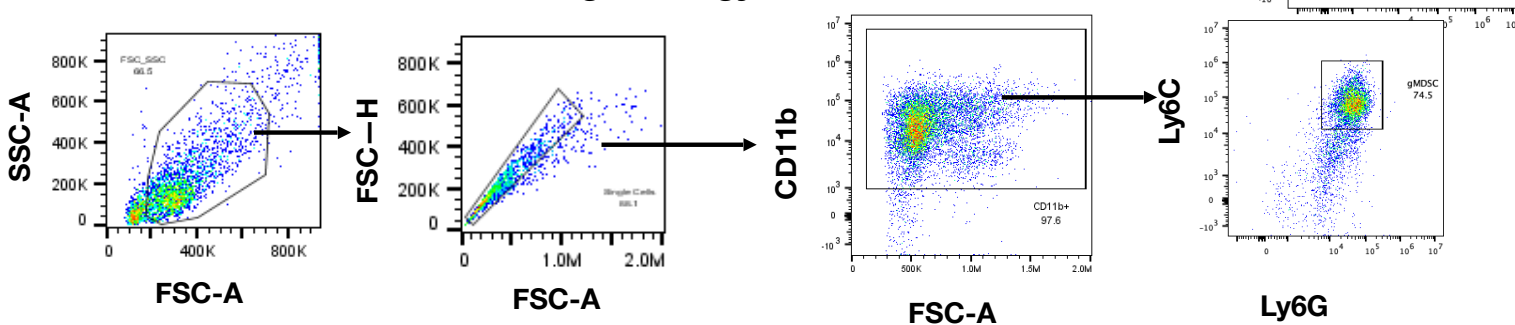 SSC-A
800K
600K
400K
200K
0
FSC_SSC
66.5
0 400K 800K
FSC-A
FSC–H
800K
600K
400K
200K
0
Single Cells
0 1.0M 2.0M
FSC-A
CD11b
10^7
10^6
10^5
10^4
10^3
0
-10^3
CD11b+
97.6
0 500K 1.0M 1.5M 2.0M
FSC-A
Ly6C
10^7
10^6
10^5
10^4
10^3
0
-10^3
gMDSC
74.5
0 10^4 10^5 10^6 10^7
Ly6G